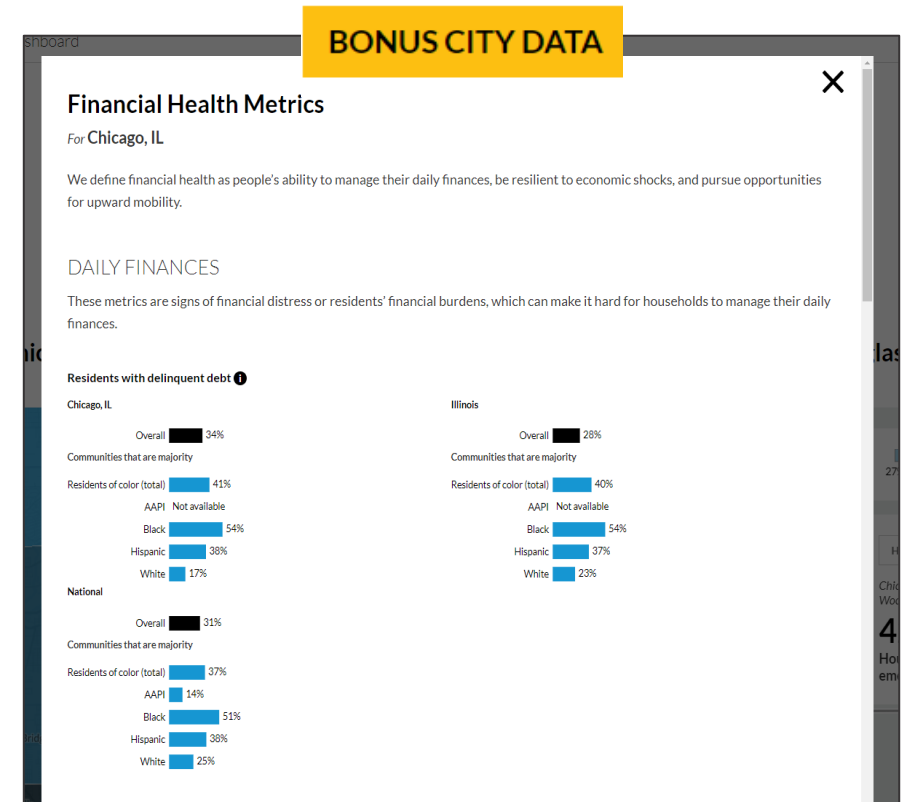 BONUS CITY DATA
shboard
Financial Health Metrics
For Chicago, IL
We define financial health as people's ability to manage their daily finances, be resilient to economic shocks, and pursue opportunities
for upward mobility.
DAILY FINANCES
These metrics are signs of financial distress or residents' financial burdens, which can make it hard for households to manage their daily
finances.
Residents with delinquent debt
Chicago, IL
Overall 34%
Communities that are majority
Residents of color (total) 41%
AAPI Not available
Black 54%
Hispanic 38%
White 17%
Illinois
Overall 28%
Communities that are majority
Residents of color (total) 40%
AAPI Not available
Black 54%
Hispanic 37%
White 23%
National
Overall 31%
Communities that are majority
Residents of color (total) 37%
AAPI 14%
Black 51%
Hispanic 38%
White 25%